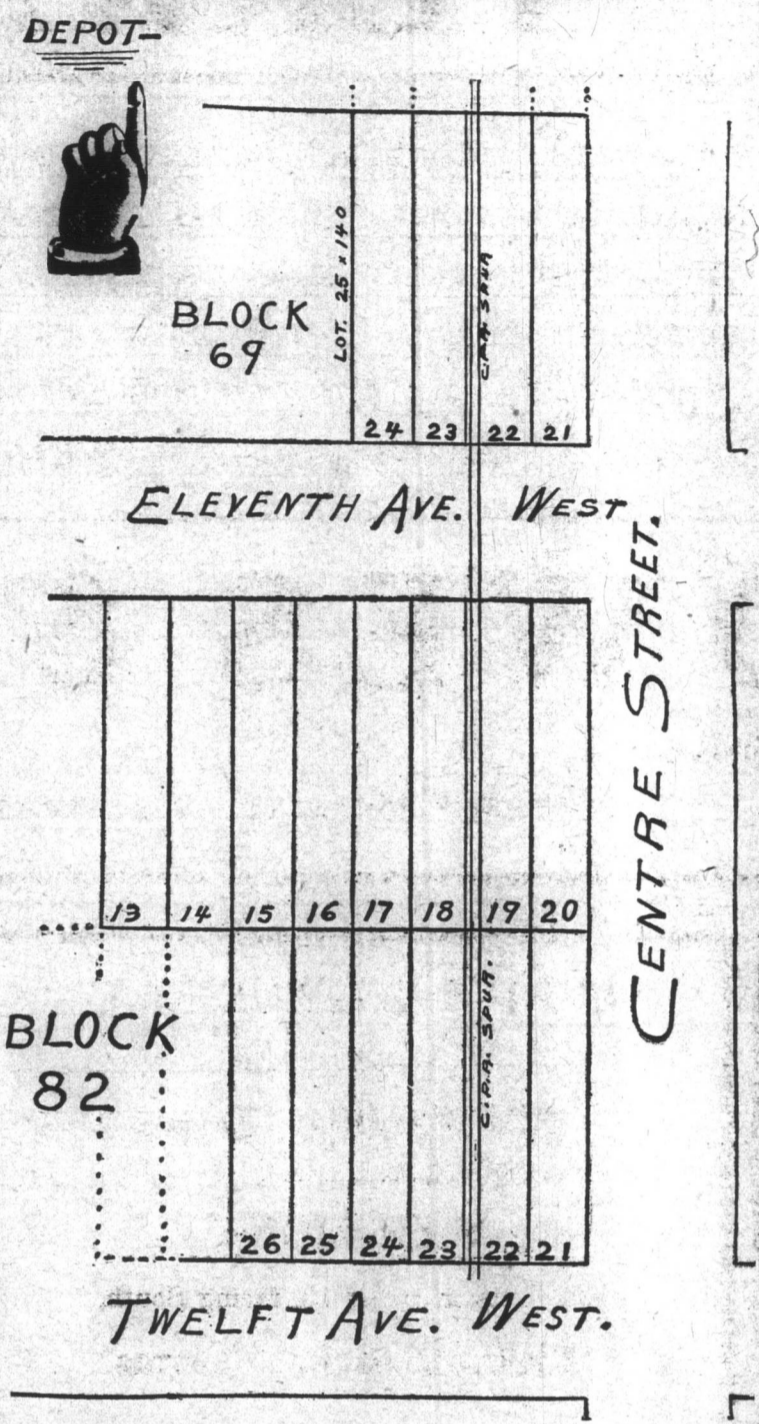 DEPOT-
LOT. 25 x 140
C.P.R. SPUR
BLOCK
69
24 23 22 21
ELEVENTH AVE. WEST
CENTRE STREET.
13 14 15 16 17 18 19 20
C.P.R. SPUR.
BLOCK
82
26 25 24 23 22 21
TWELFT AVE. WEST.